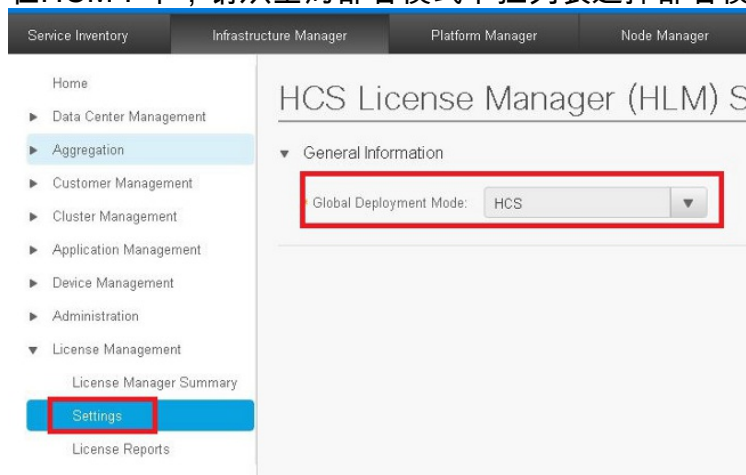 Service Inventory Infrastructure Manager Platform Manager Node Manager
Home
Data Center Management
Aggregation
Customer Management
Cluster Management
Application Management
Device Management
Administration
License Management
License Manager Summary
Settings
License Reports
HCS License Manager (HLM) S
General Information
Global Deployment Mode: HCS